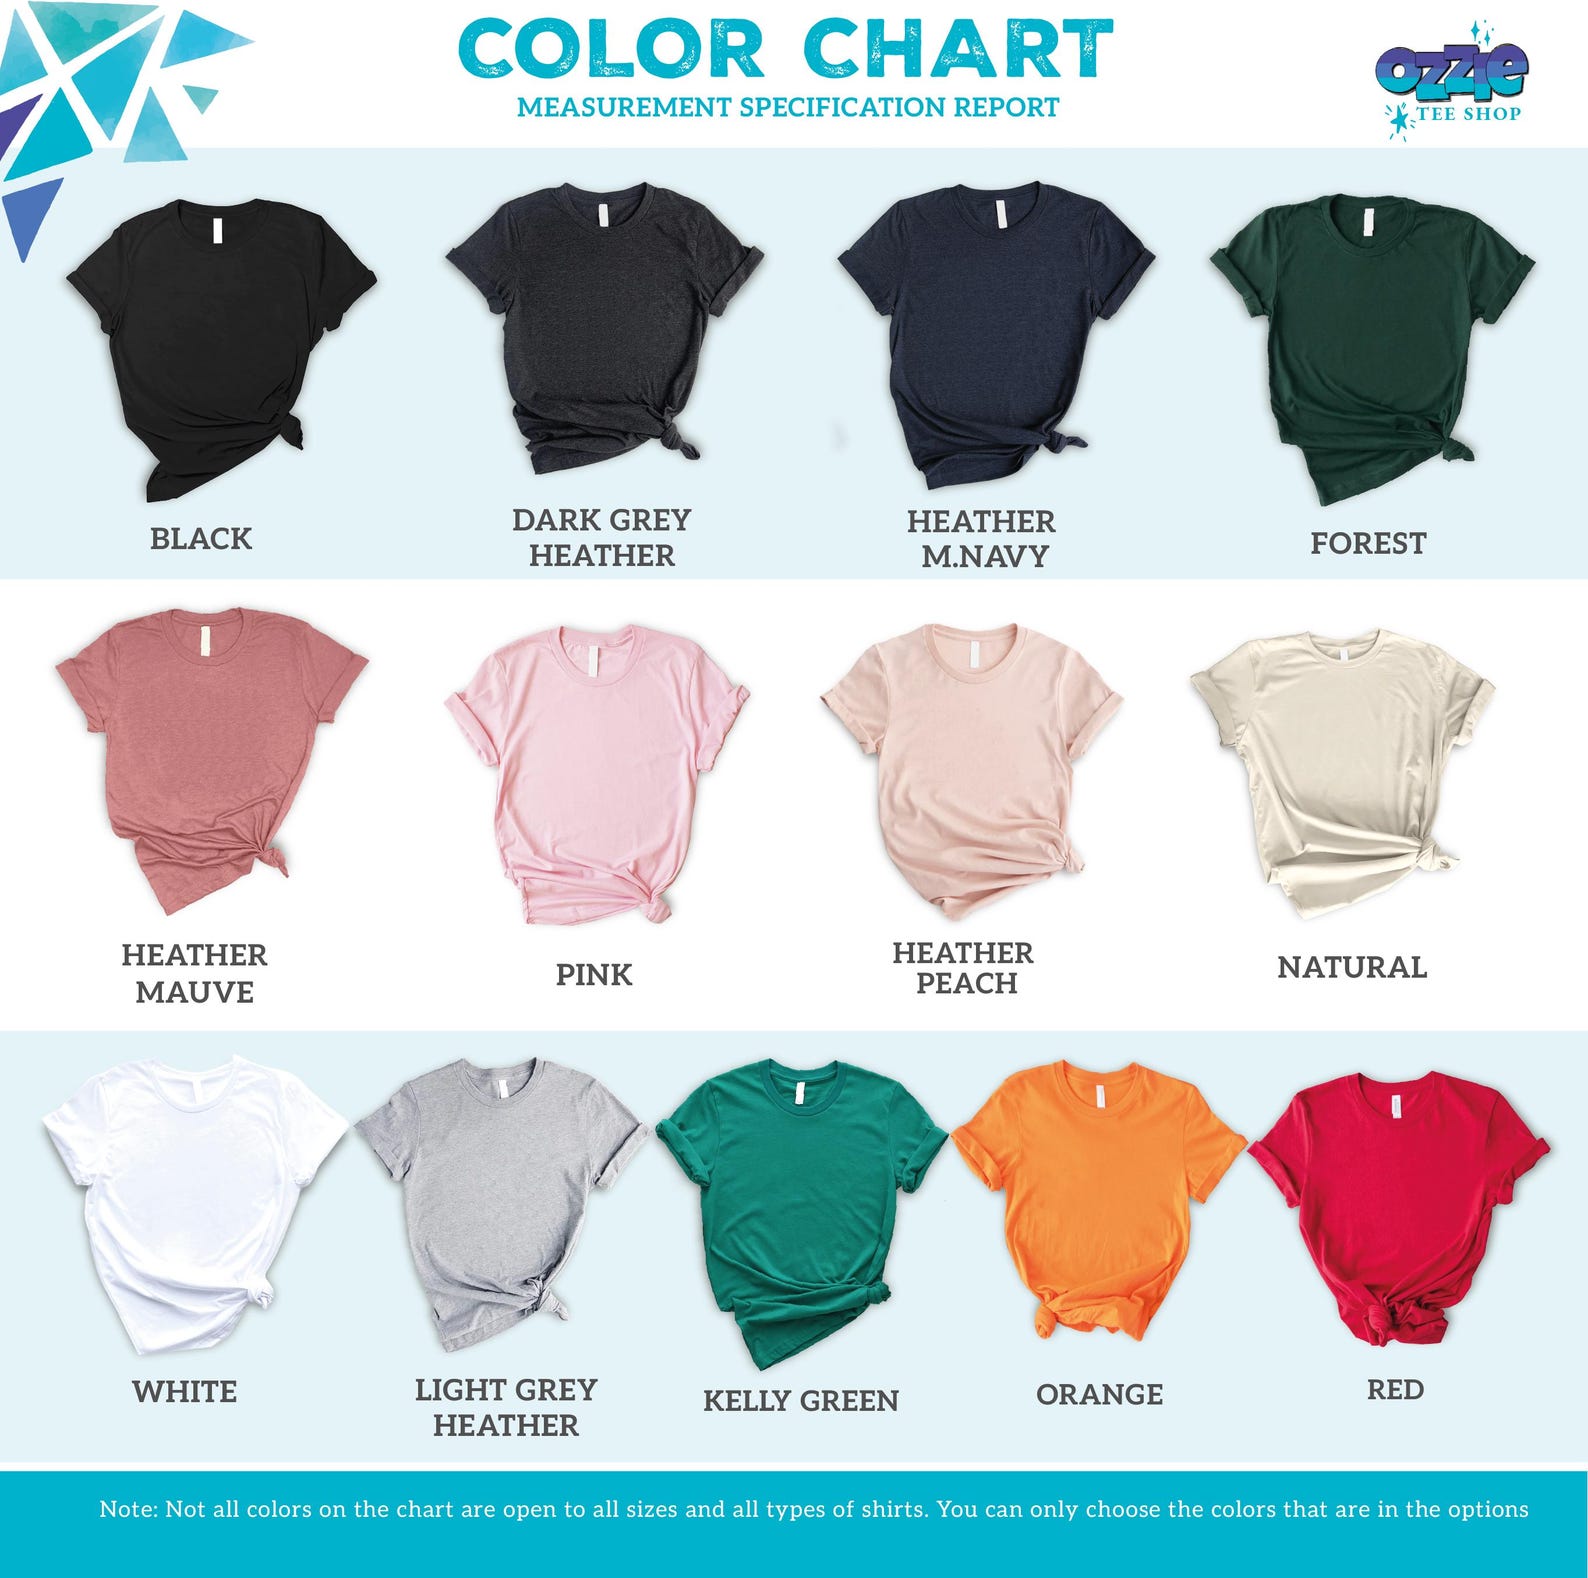 COLOR CHART
MEASUREMENT SPECIFICATION REPORT
OZZIE
TEE SHOP
BLACK
DARK GREY
HEATHER
HEATHER
M.NAVY
FOREST
HEATHER
MAUVE
PINK
HEATHER
PEACH
NATURAL
WHITE
LIGHT GREY
HEATHER
KELLY GREEN
ORANGE
RED
Note: Not all colors on the chart are open to all sizes and all types of shirts. You can only choose the colors that are in the options